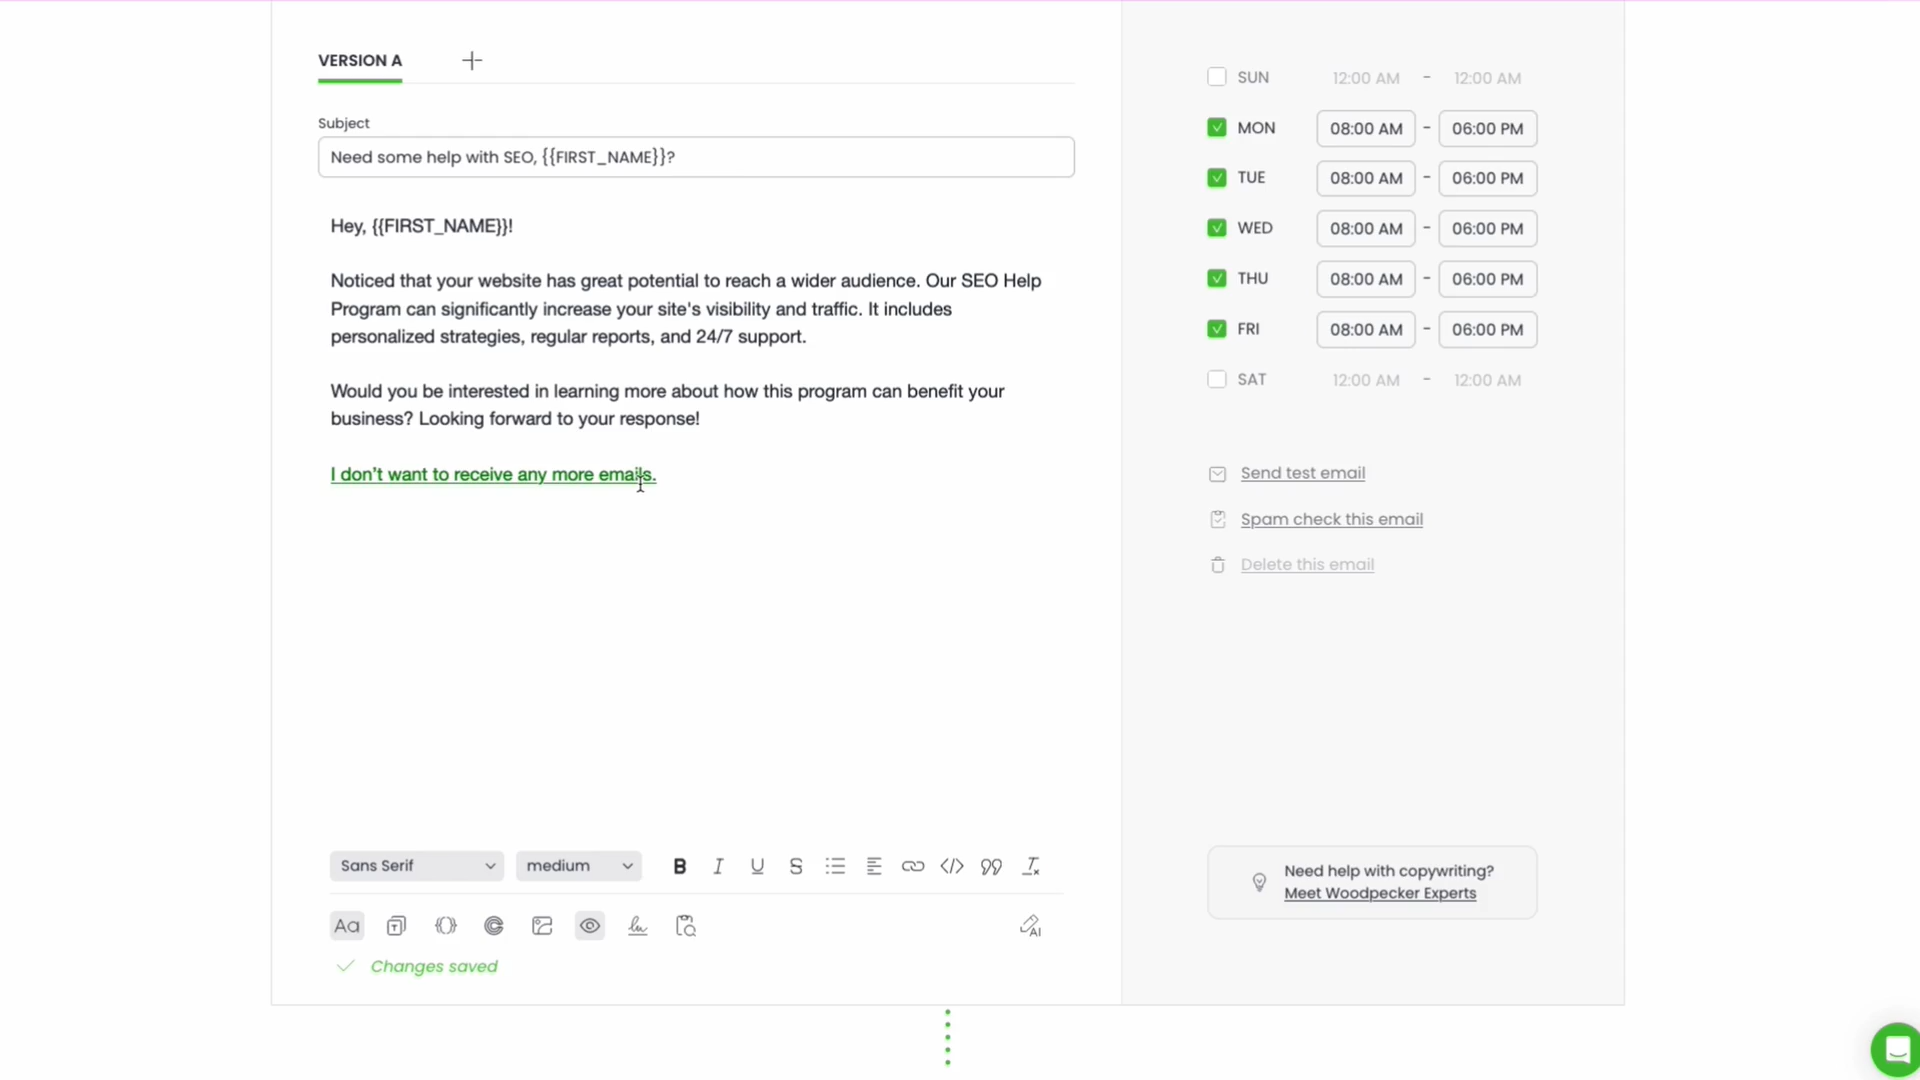 VERSION A
Subject
Need some help with SEO, {{FIRST_NAME}}?
Hey, {{FIRST_NAME}}!
Noticed that your website has great potential to reach a wider audience. Our SEO Help
Program can significantly increase your site's visibility and traffic. It includes
personalized strategies, regular reports, and 24/7 support.
Would you be interested in learning more about how this program can benefit your
business? Looking forward to your response!
I don't want to receive any more emails.
Sans Serif
medium
B I U S
Aa
AI
Changes saved
SUN 12:00 AM - 12:00 AM
MON 08:00 AM - 06:00 PM
TUE 08:00 AM - 06:00 PM
WED 08:00 AM - 06:00 PM
THU 08:00 AM - 06:00 PM
FRI 08:00 AM - 06:00 PM
SAT 12:00 AM - 12:00 AM
Send test email
Spam check this email
Delete this email
Need help with copywriting?
Meet Woodpecker Experts